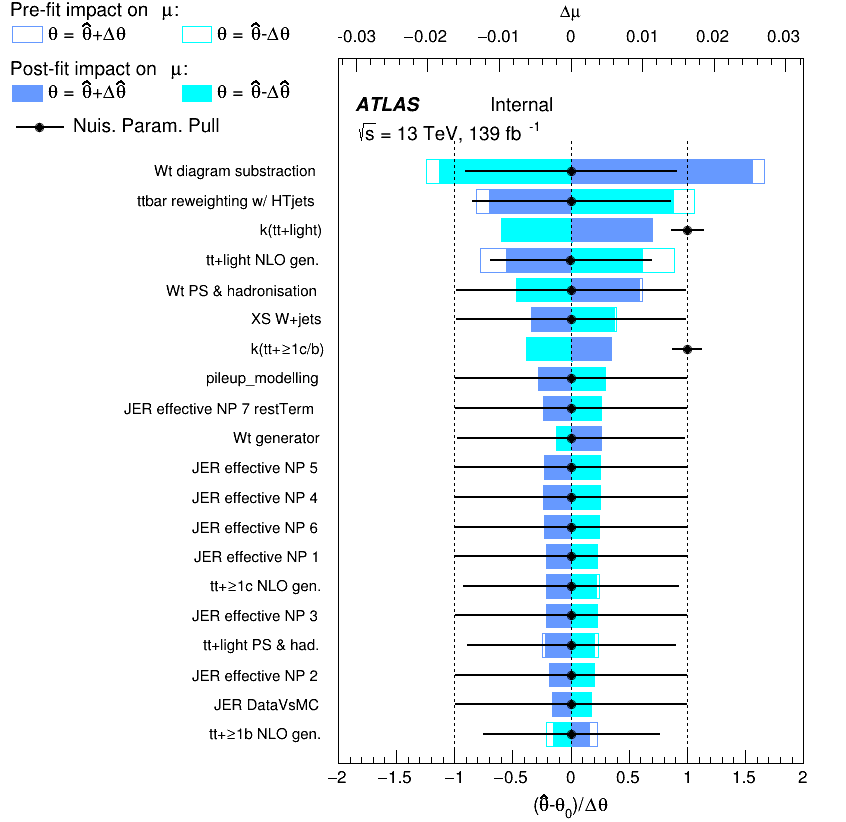 Pre-fit impact on μ:
θ = θ̂+Δθ θ = θ̂-Δθ
Post-fit impact on μ:
θ = θ̂+Δθ̂ θ = θ̂-Δθ̂
Nuis. Param. Pull
Δμ
-0.03 -0.02 -0.01 0 0.01 0.02 0.03
ATLAS Internal
√s = 13 TeV, 139 fb -1
Wt diagram substraction
ttbar reweighting w/ HTjets
k(tt+light)
tt+light NLO gen.
Wt PS & hadronisation
XS W+jets
k(tt+≥1c/b)
pileup_modelling
JER effective NP 7 restTerm
Wt generator
JER effective NP 5
JER effective NP 4
JER effective NP 6
JER effective NP 1
tt+≥1c NLO gen.
JER effective NP 3
tt+light PS & had.
JER effective NP 2
JER DataVsMC
tt+≥1b NLO gen.
−2 −1.5 −1 −0.5 0 0.5 1 1.5 2
(θ̂-θ₀)/Δθ